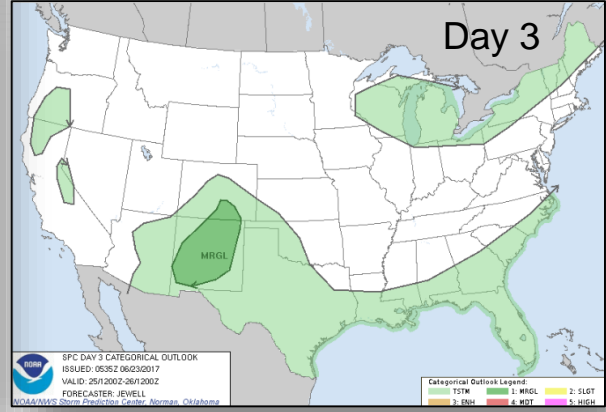 Day 3
MRGL
NOAA
SPC DAY 3 CATEGORICAL OUTLOOK
ISSUED: 0535Z 06/23/2017
VALID: 25/1200Z-26/1200Z
FORECASTER: JEWELL
NOAA/NWS Storm Prediction Center, Norman, Oklahoma
Categorical Outlook Legend:
TSTM 1: MRGL 2: SLGT
3: ENH 4: MDT 5: HIGH